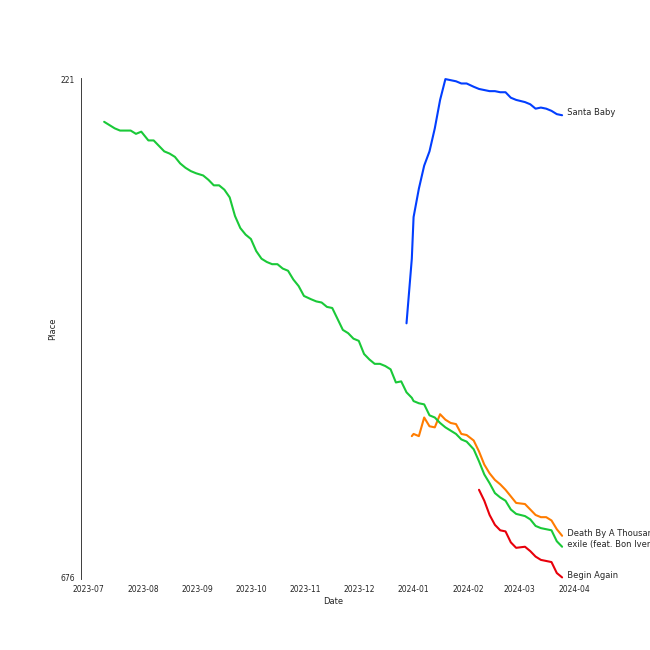 221
Santa Baby
Place
Death By A
exile (feat. Bon Iver
Begin Again
676
2023-07 2023-08 2023-09 2023-10 2023-11 2023-12 2024-01 2024-02 2024-03 2024-04
Date